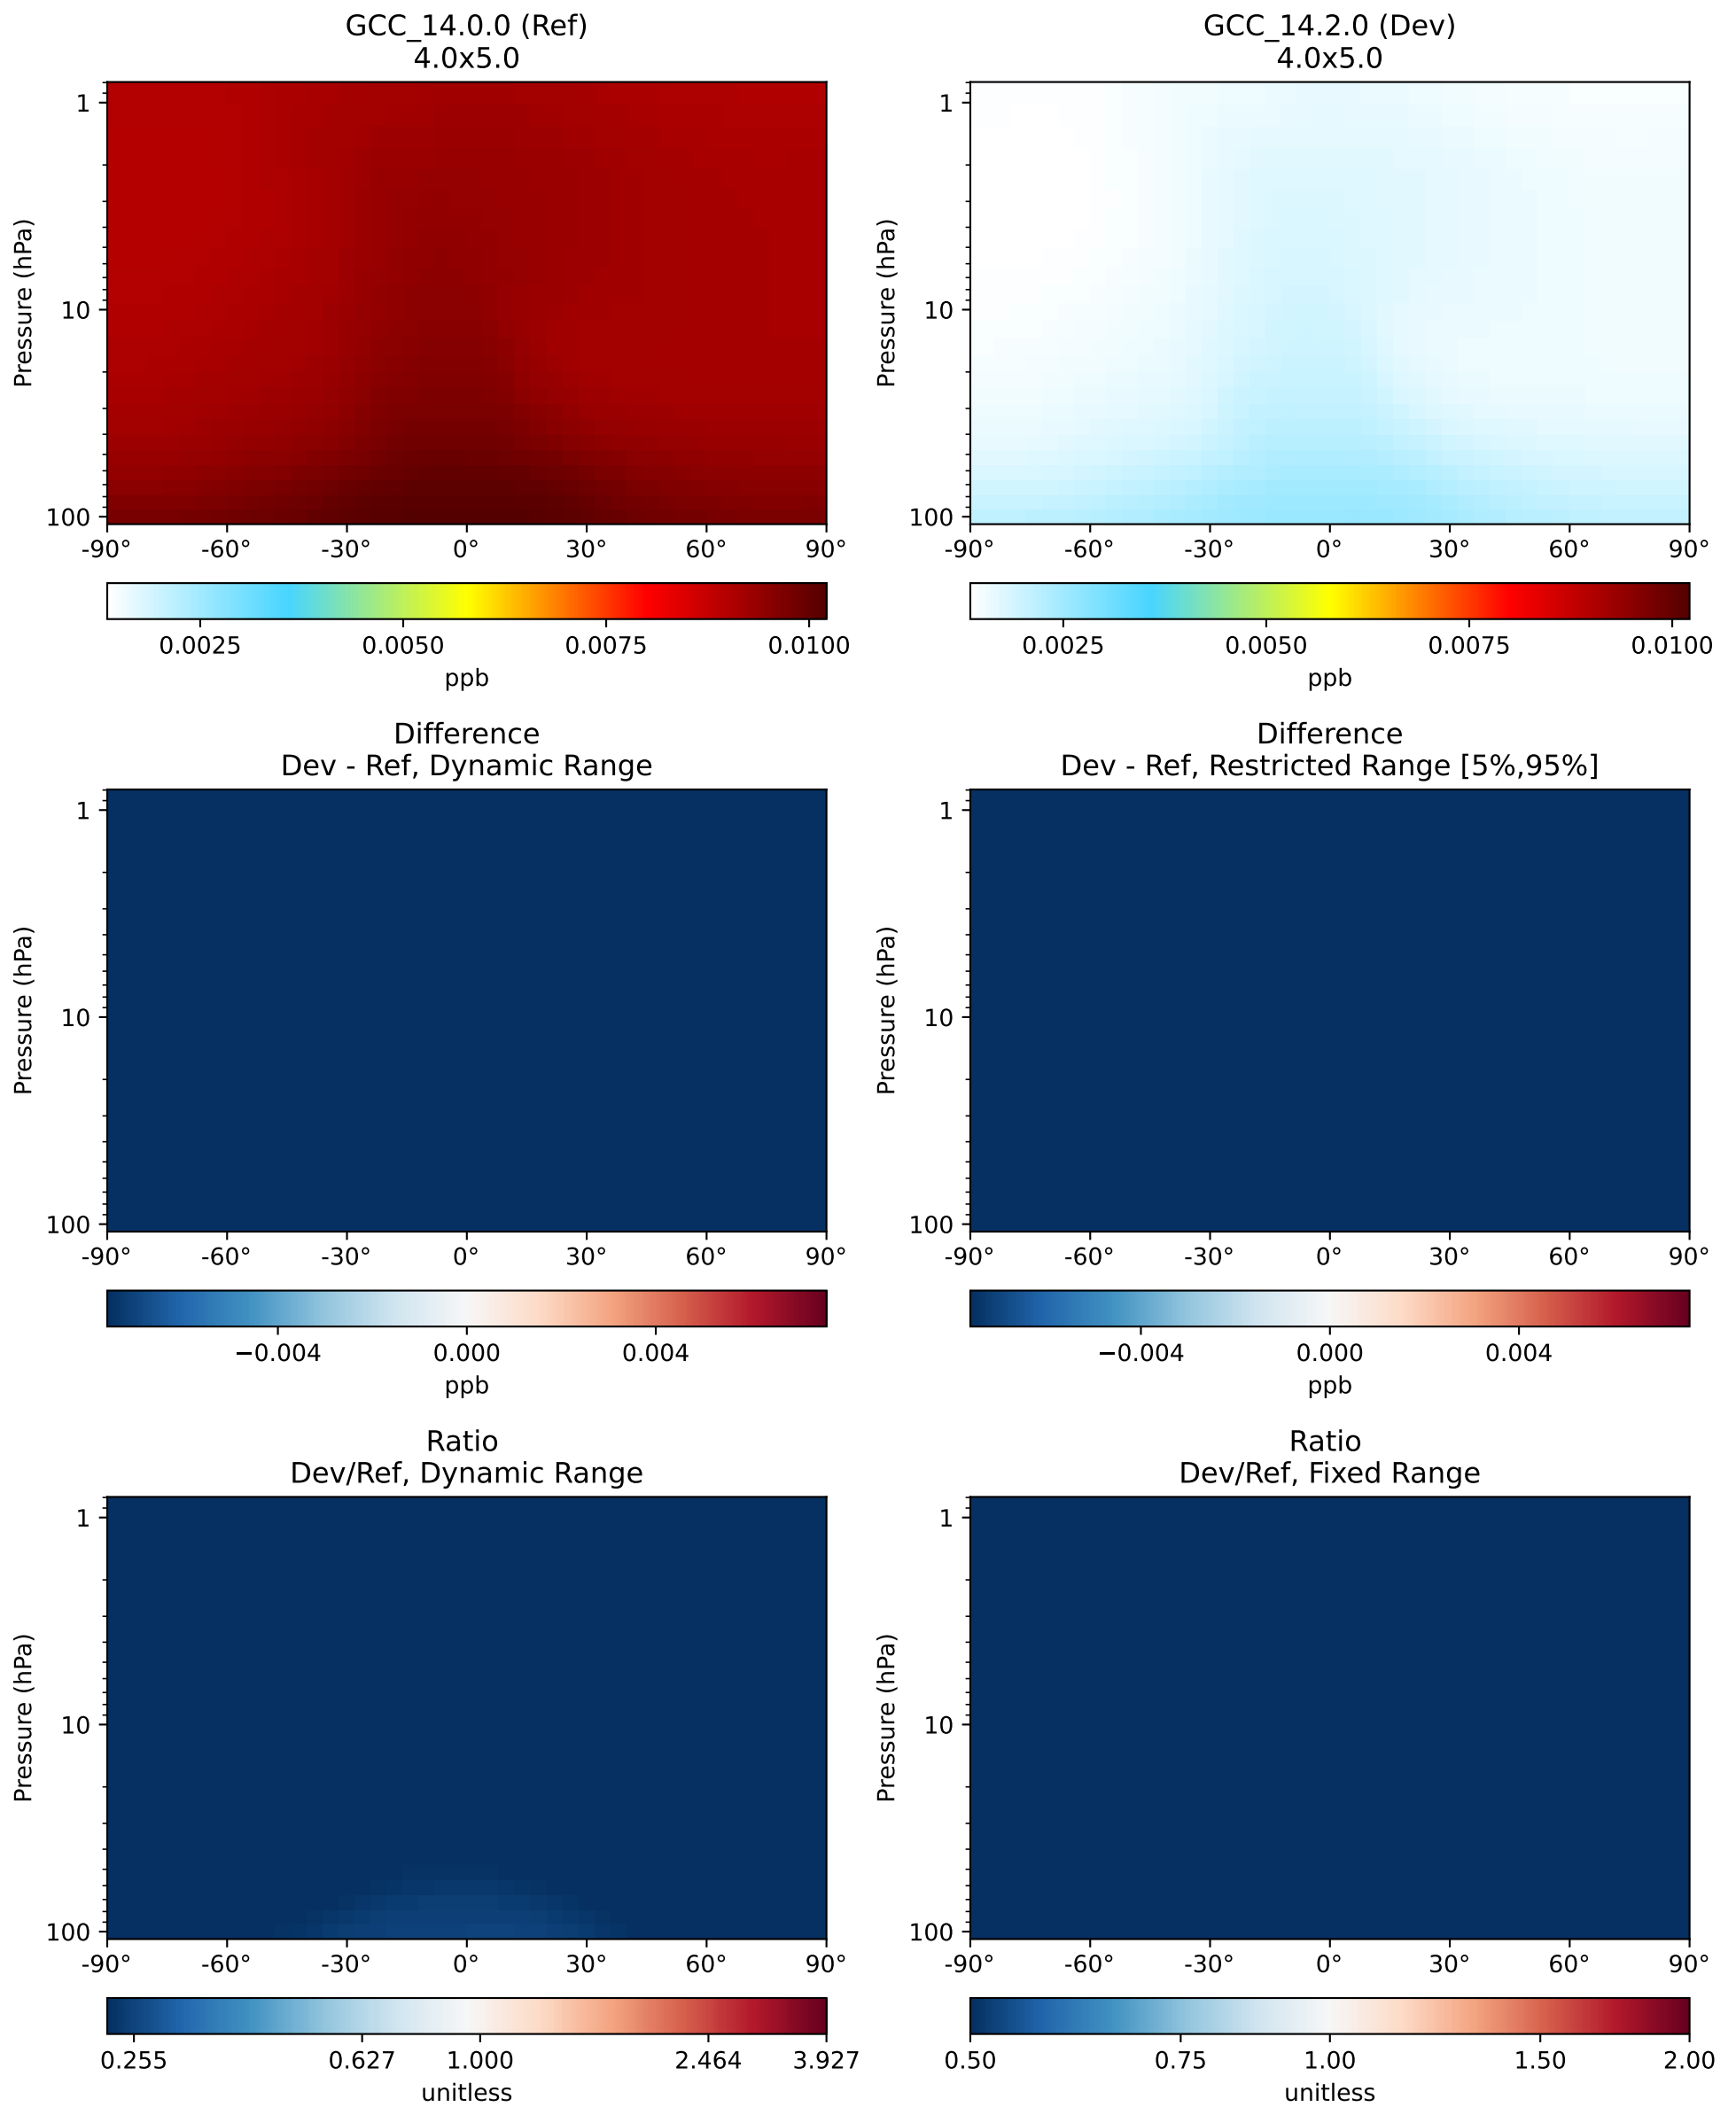 GCC_14.0.0 (Ref)
4.0x5.0
Pressure (hPa)
1
10
100
-90° -60° -30° 0° 30° 60° 90°
0.0025 0.0050 0.0075 0.0100
ppb
GCC_14.2.0 (Dev)
4.0x5.0
Pressure (hPa)
1
10
100
-90° -60° -30° 0° 30° 60° 90°
0.0025 0.0050 0.0075 0.0100
ppb
Difference
Dev - Ref, Dynamic Range
Pressure (hPa)
1
10
100
-90° -60° -30° 0° 30° 60° 90°
−0.004 0.000 0.004
ppb
Difference
Dev - Ref, Restricted Range [5%,95%]
Pressure (hPa)
1
10
100
-90° -60° -30° 0° 30° 60° 90°
−0.004 0.000 0.004
ppb
Ratio
Dev/Ref, Dynamic Range
Pressure (hPa)
1
10
100
-90° -60° -30° 0° 30° 60° 90°
0.255 0.627 1.000 2.464 3.927
unitless
Ratio
Dev/Ref, Fixed Range
Pressure (hPa)
1
10
100
-90° -60° -30° 0° 30° 60° 90°
0.50 0.75 1.00 1.50 2.00
unitless